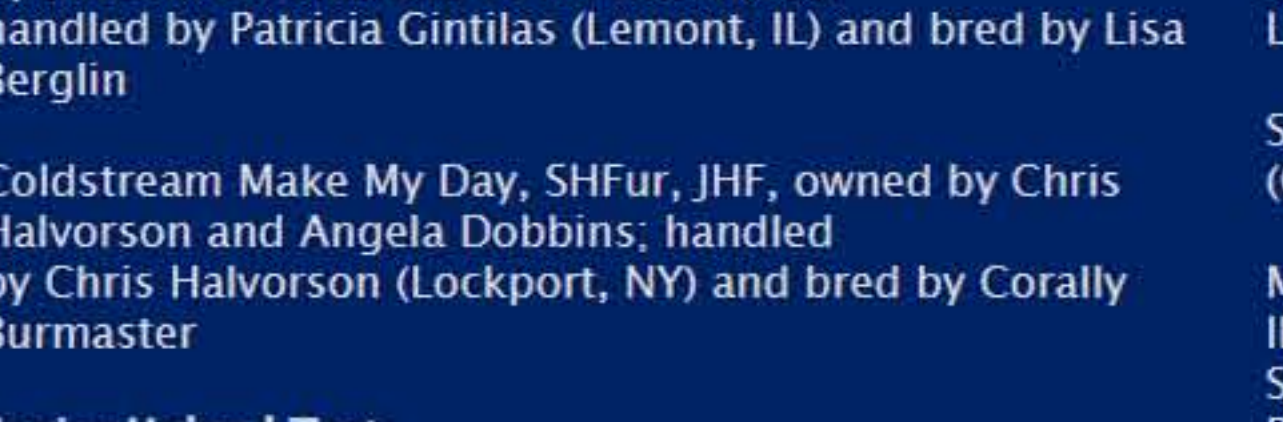 handled by Patricia Gintilas (Lemont, IL) and bred by Lisa
Berglin
Coldstream Make My Day, SHFur, JHF, owned by Chris
Halvorson and Angela Dobbins; handled
by Chris Halvorson (Lockport, NY) and bred by Corally
Burmaster